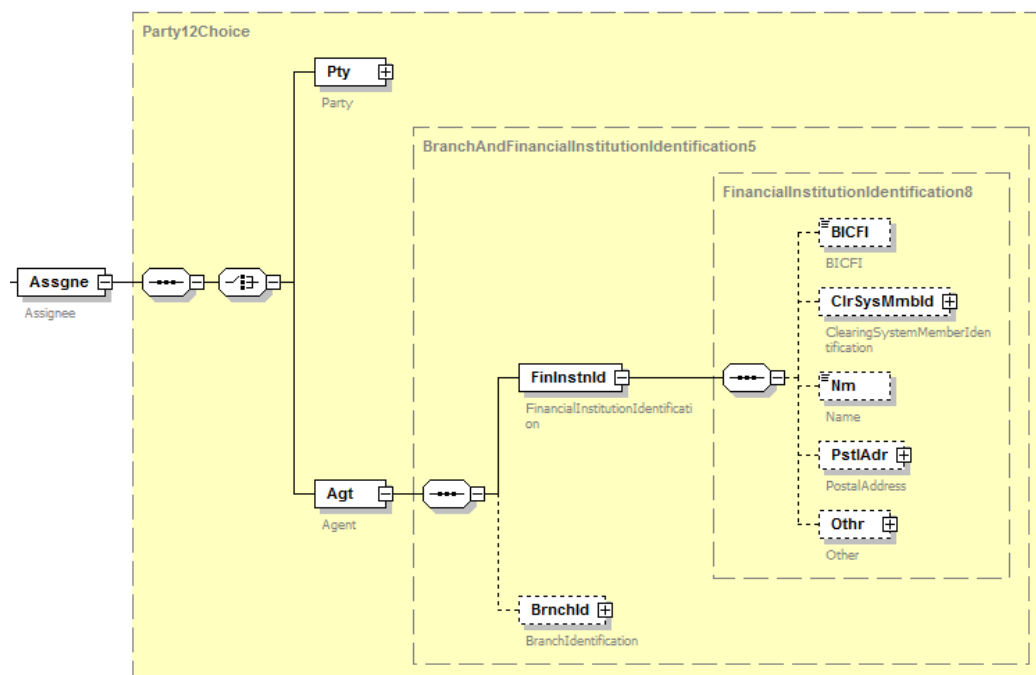 Party12Choice
Pty
Party
BranchAndFinancialInstitutionIdentification5
FinancialInstitutionIdentification8
BICFI
BICFI
Assgne
Assignee
ClrSysMmbId
ClearingSystemMemberIden
tification
FinInstnId
FinancialInstitutionIdentificati
on
Nm
Name
PstlAdr
PostalAddress
Agt
Agent
Othr
Other
BrnchId
BranchIdentification